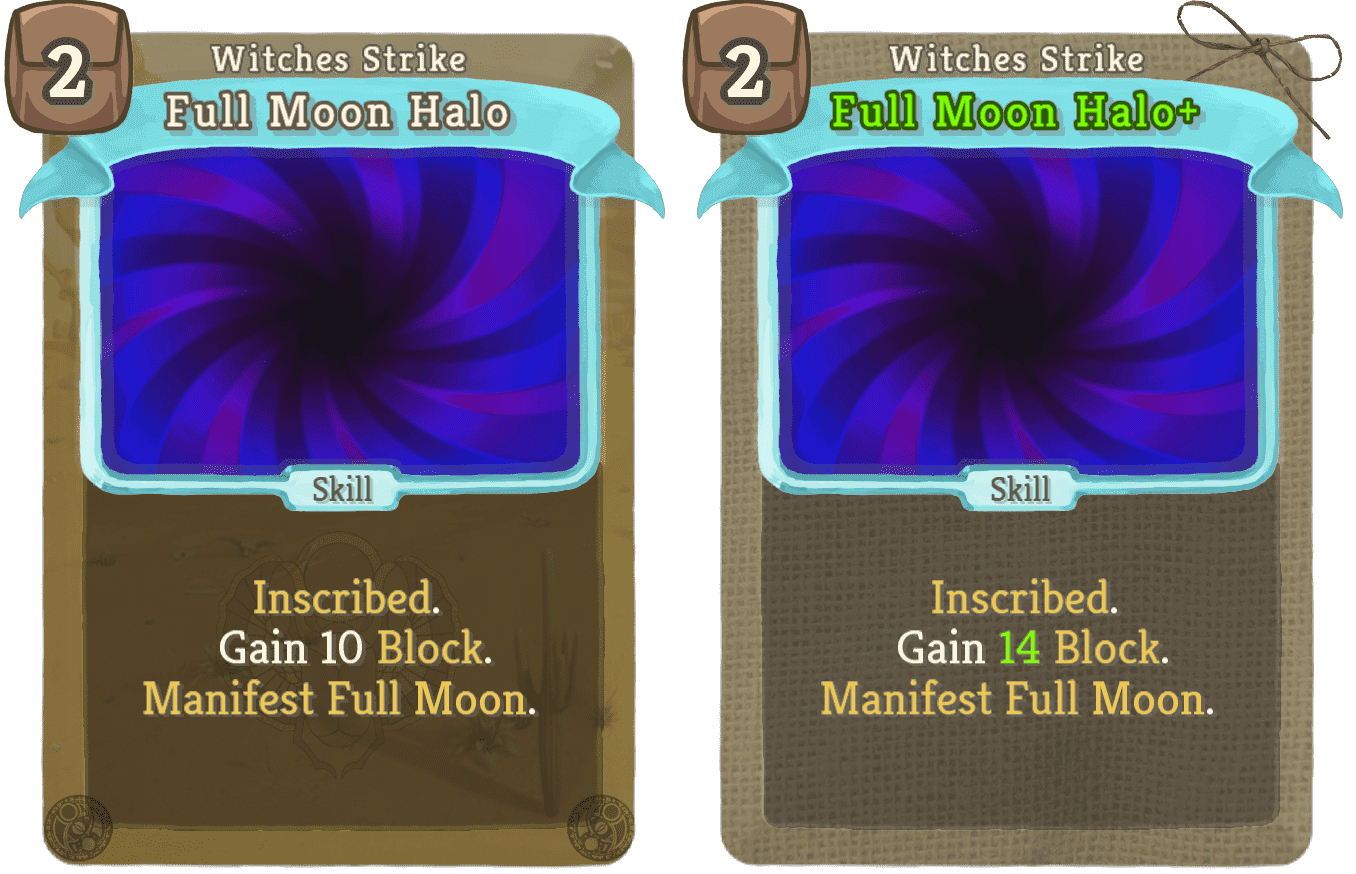 2
Witches Strike
Full Moon Halo
Skill
Inscribed.
Gain 10 Block.
Manifest Full Moon.
2
Witches Strike
Full Moon Halo+
Skill
Inscribed.
Gain 14 Block.
Manifest Full Moon.